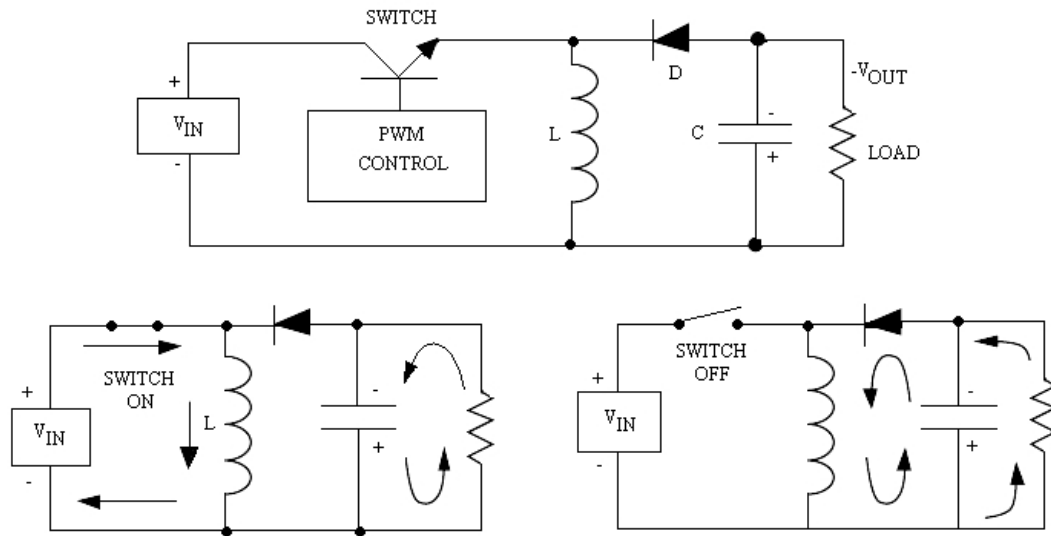 SWITCH
+
V_IN
-
PWM
CONTROL
L
D
C
-
+
-V_OUT
LOAD
+
V_IN
-
SWITCH
ON
L
-
+
+
V_IN
-
SWITCH
OFF
-
+